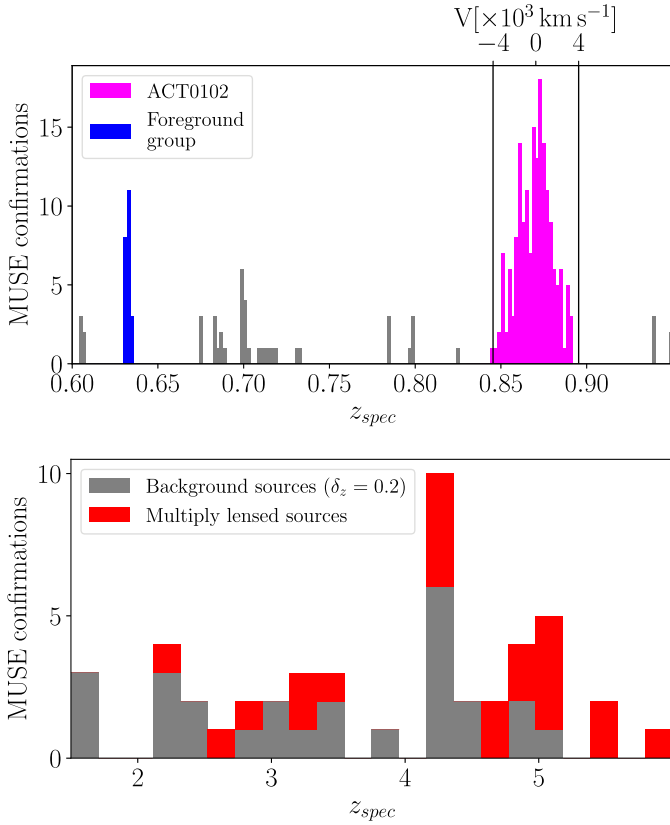 V[×10³ km s⁻¹]
−4 0 4
ACT0102
Foreground
group
MUSE confirmations
15
10
5
0
0.60 0.65 0.70 0.75 0.80 0.85 0.90
z_spec
Background sources (δ_z = 0.2)
Multiply lensed sources
MUSE confirmations
10
5
0
2 3 4 5
z_spec